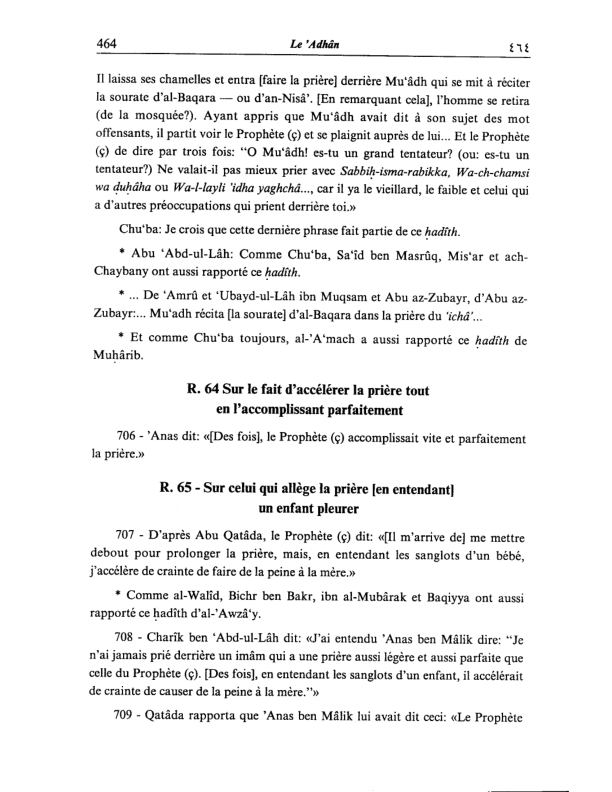 464 Le 'Adhân ٤٦٤
Il laissa ses chamelles et entra [faire la prière] derrière Mu‘âdh qui se mit à réciter
la sourate d'al-Baqara — ou d'an-Nisâ’. [En remarquant cela], l'homme se retira
(de la mosquée?). Ayant appris que Mu‘âdh avait dit à son sujet des mot
offensants, il partit voir le Prophète (ç) et se plaignit auprès de lui... Et le Prophète
(ç) de dire par trois fois: “O Mu‘âdh! es-tu un grand tentateur? (ou: es-tu un
tentateur?) Ne valait-il pas mieux prier avec Sabbiḥ-isma-rabikka, Wa-ch-chamsi
wa ḍuḥâha ou Wa-l-layli 'idha yaghchâ..., car il ya le vieillard, le faible et celui qui
a d'autres préoccupations qui prient derrière toi.»
Chu‘ba: Je crois que cette dernière phrase fait partie de ce ḥadîth.
* Abu ‘Abd-ul-Lâh: Comme Chu‘ba, Sa‘îd ben Masrûq, Mis‘ar et ach-
Chaybany ont aussi rapporté ce ḥadîth.
* ... De ‘Amrû et ‘Ubayd-ul-Lâh ibn Muqsam et Abu az-Zubayr, d'Abu az-
Zubayr:... Mu‘adh récita [la sourate] d'al-Baqara dans la prière du ‘ichâ’...
* Et comme Chu‘ba toujours, al-’A‘mach a aussi rapporté ce ḥadîth de
Muḥârib.
R. 64 Sur le fait d'accélérer la prière tout
en l'accomplissant parfaitement
706 - ’Anas dit: «[Des fois], le Prophète (ç) accomplissait vite et parfaitement
la prière.»
R. 65 - Sur celui qui allège la prière [en entendant]
un enfant pleurer
707 - D'après Abu Qatâda, le Prophète (ç) dit: «[Il m'arrive de] me mettre
debout pour prolonger la prière, mais, en entendant les sanglots d'un bébé,
j'accélère de crainte de faire de la peine à la mère.»
* Comme al-Walîd, Bichr ben Bakr, ibn al-Mubârak et Baqiyya ont aussi
rapporté ce ḥadîth d'al-’Awzâ‘y.
708 - Charîk ben ‘Abd-ul-Lâh dit: «J'ai entendu ’Anas ben Mâlik dire: “Je
n'ai jamais prié derrière un imâm qui a une prière aussi légère et aussi parfaite que
celle du Prophète (ç). [Des fois], en entendant les sanglots d'un enfant, il accélérait
de crainte de causer de la peine à la mère.”»
709 - Qatâda rapporta que ’Anas ben Mâlik lui avait dit ceci: «Le Prophète